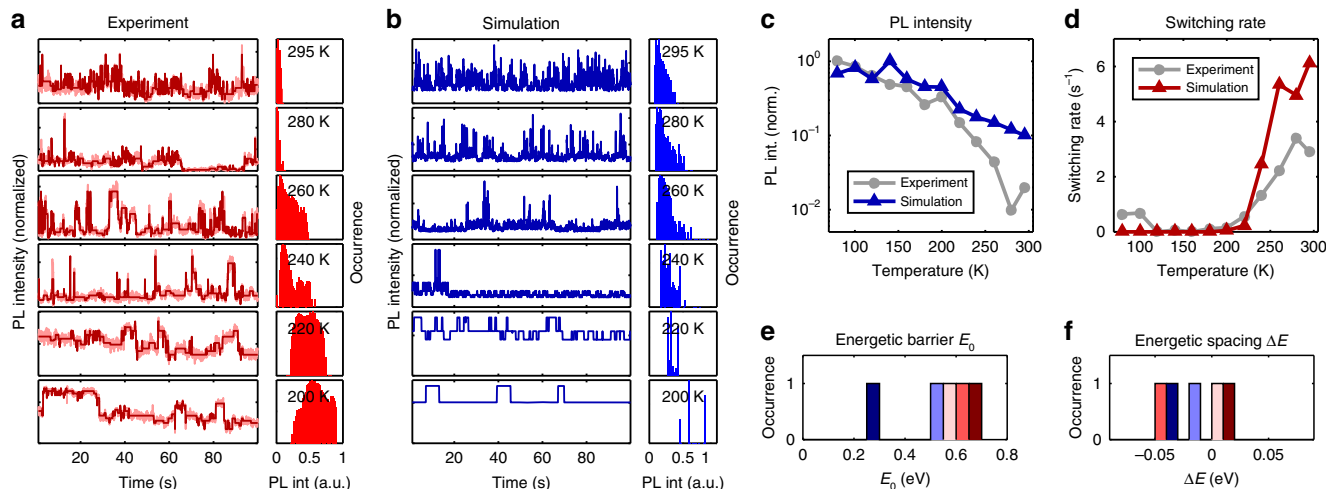 a
Experiment
PL intensity (normalized)
295 K
280 K
260 K
240 K
220 K
200 K
Occurrence
20 40 60 80
Time (s)
0 0.5 1
PL int (a.u.)
b
Simulation
PL intensity (normalized)
295 K
280 K
260 K
240 K
220 K
200 K
Occurrence
20 40 60 80
Time (s)
0 0.5 1
PL int (a.u.)
c
PL intensity
PL int. (norm.)
10⁰
10⁻¹
10⁻²
Experiment
Simulation
100 150 200 250 300
Temperature (K)
d
Switching rate
Switching rate (s⁻¹)
6
4
2
0
Experiment
Simulation
100 150 200 250 300
Temperature (K)
e
Energetic barrier E₀
Occurrence
1
0
0 0.2 0.4 0.6 0.8
E₀ (eV)
f
Energetic spacing ΔE
Occurrence
1
0
−0.05 0 0.05
ΔE (eV)